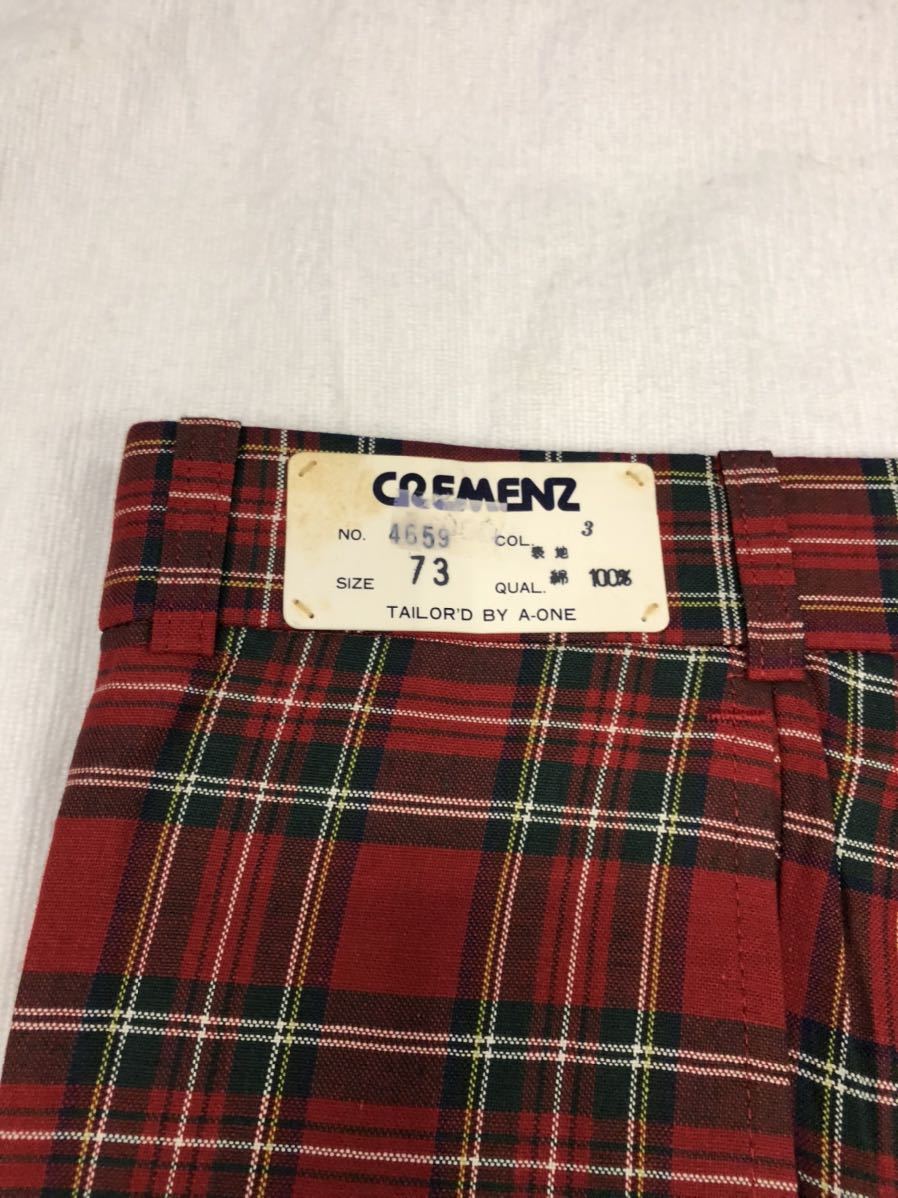 CREMENZ
NO. 4659 COL. 3
表地
SIZE 73 QUAL. 綿 100%
TAILOR'D BY A-ONE